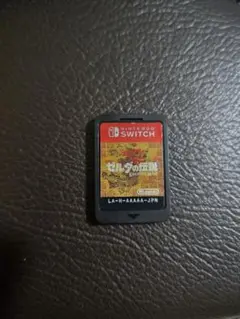 NINTENDO
SWITCH
ゼルダの伝説
LA-H-AAAAA-JPN